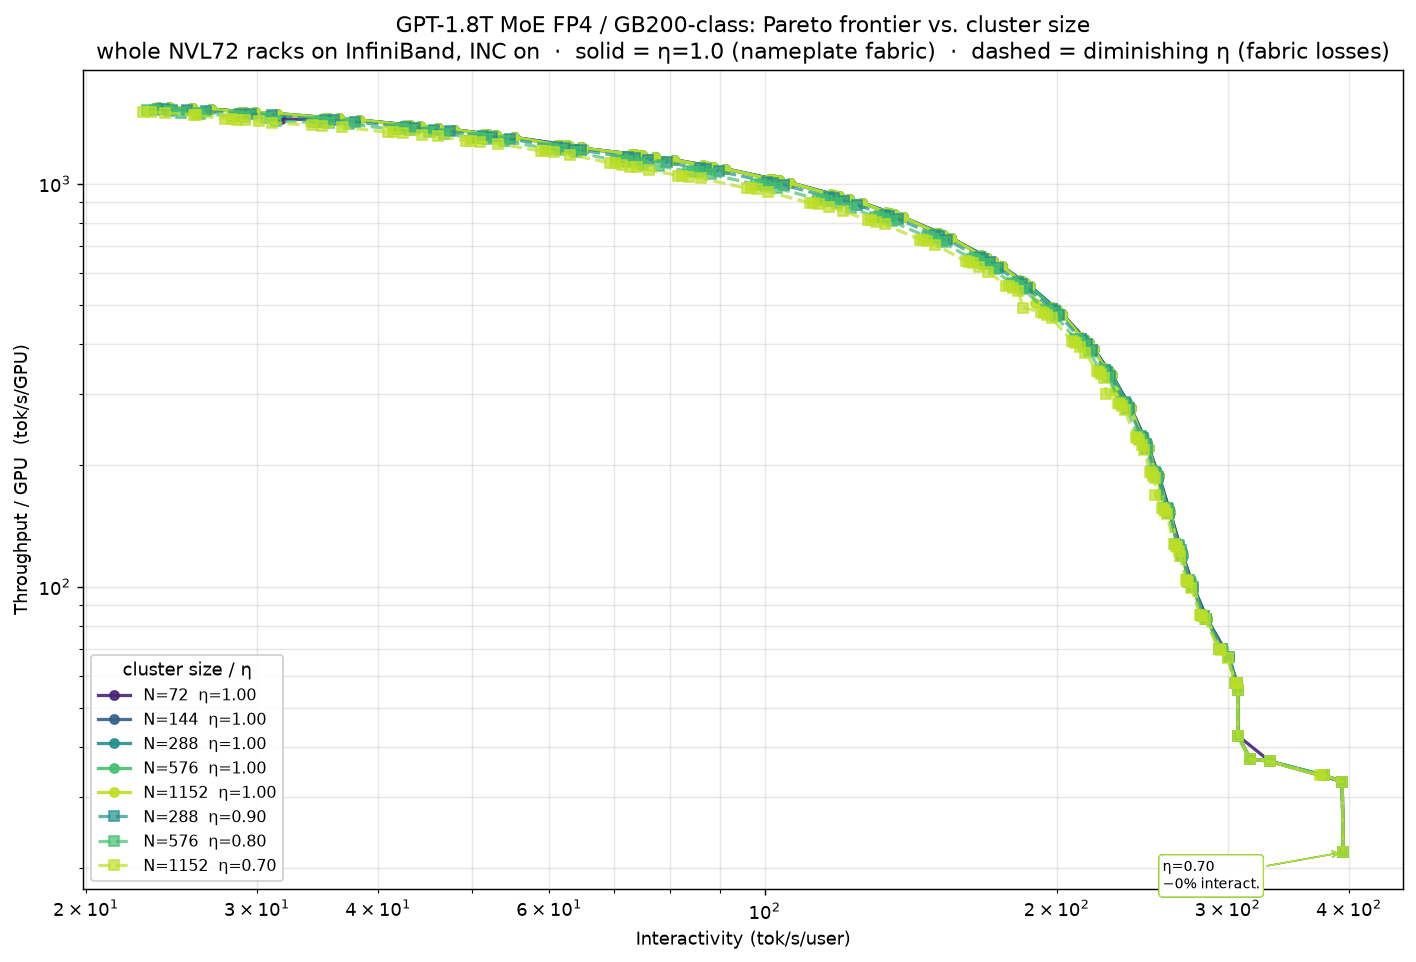 GPT-1.8T MoE FP4 / GB200-class: Pareto frontier vs. cluster size
whole NVL72 racks on InfiniBand, INC on · solid = η=1.0 (nameplate fabric) · dashed = diminishing η (fabric losses)
Throughput / GPU (tok/s/GPU)
10³
10²
cluster size / η
N=72 η=1.00
N=144 η=1.00
N=288 η=1.00
N=576 η=1.00
N=1152 η=1.00
N=288 η=0.90
N=576 η=0.80
N=1152 η=0.70
η=0.70
−0% interact.
2 × 10¹
3 × 10¹
4 × 10¹
6 × 10¹
10²
2 × 10²
3 × 10²
4 × 10²
Interactivity (tok/s/user)